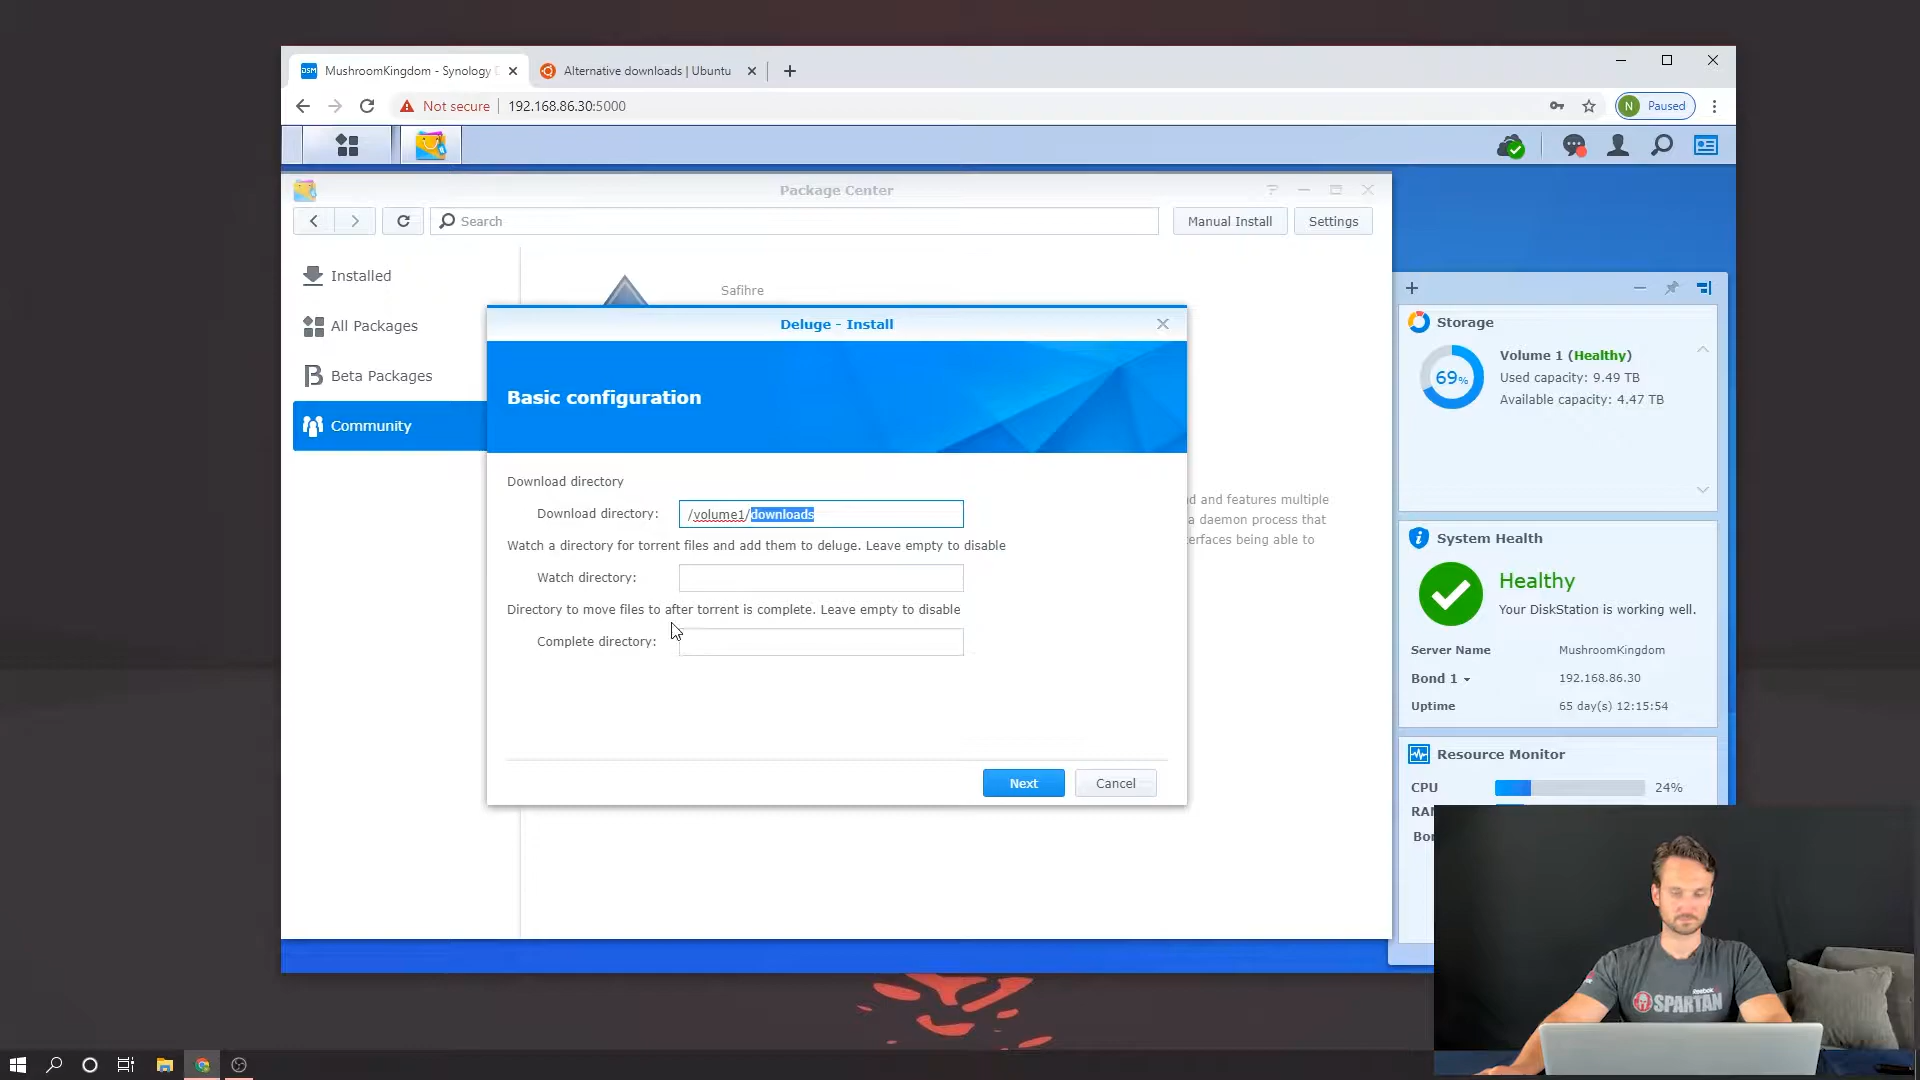 MushroomKingdom - Synology D
Alternative downloads | Ubuntu
Not secure
192.168.86.30:5000
N
Paused
Package Center
Search
Manual Install
Settings
Installed
All Packages
Beta Packages
Community
Safihre
d and features multiple
a daemon process that
erfaces being able to
Deluge - Install
Basic configuration
Download directory
Download directory:
/volume1/downloads
Watch a directory for torrent files and add them to deluge. Leave empty to disable
Watch directory:
Directory to move files to after torrent is complete. Leave empty to disable
Complete directory:
Next
Cancel
Storage
69%
Volume 1 (Healthy)
Used capacity: 9.49 TB
Available capacity: 4.47 TB
System Health
Healthy
Your DiskStation is working well.
Server Name
MushroomKingdom
Bond 1
192.168.86.30
Uptime
65 day(s) 12:15:54
Resource Monitor
CPU
24%
RAM
Bon
Reebok
SPARTAN